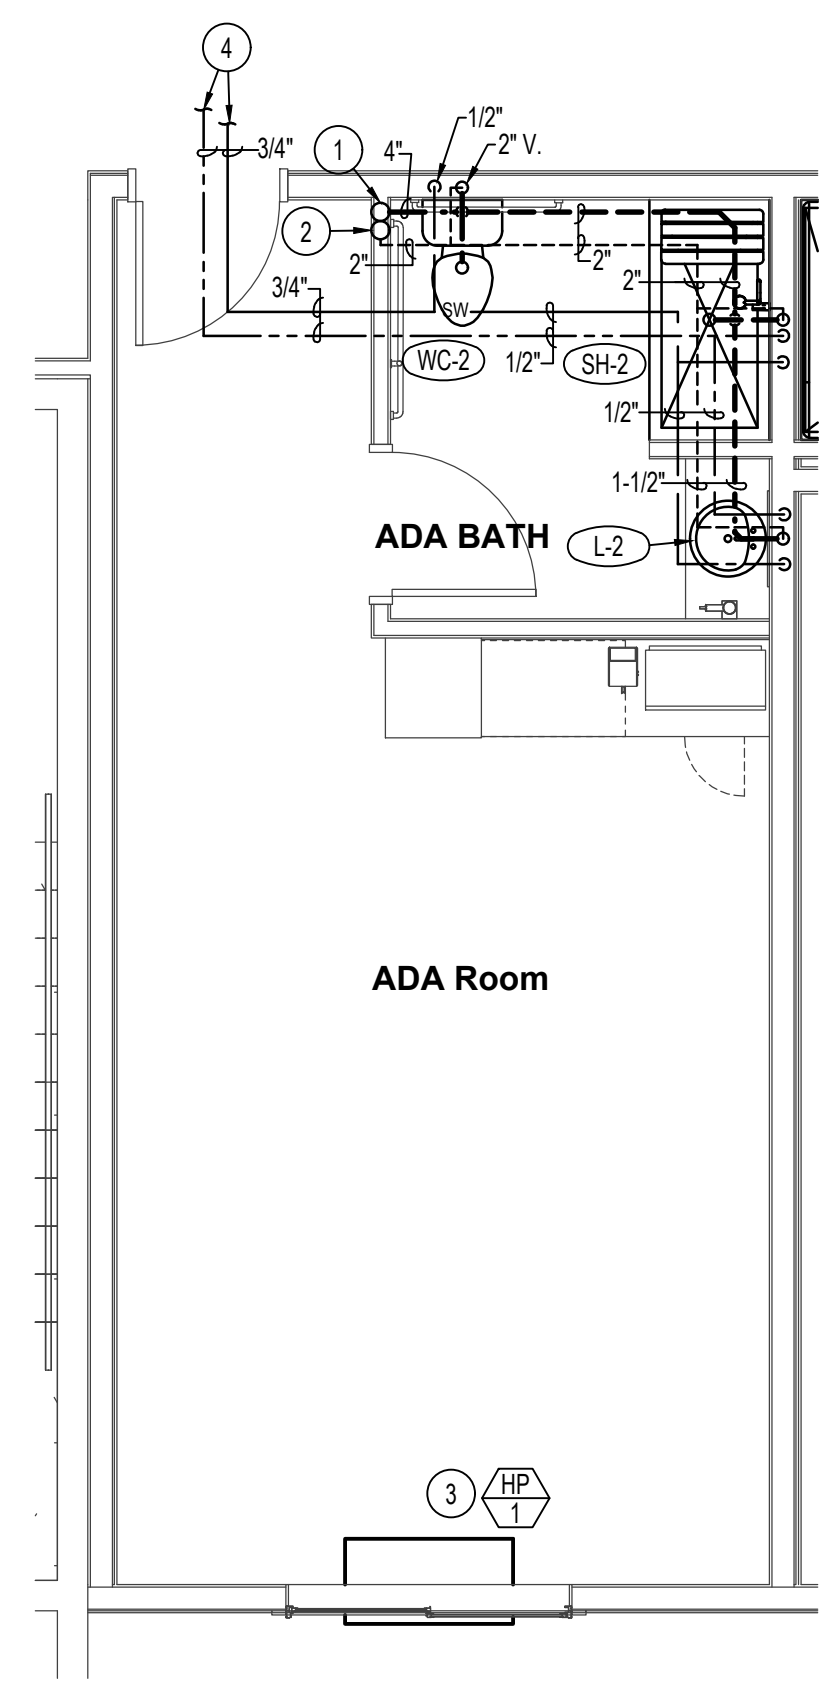 4
1/2"
3/4"
1
4"
2" V.
2
2"
2"
3/4"
2"
SW
WC-2
1/2"
SH-2
1/2"
1-1/2"
ADA BATH
L-2
ADA Room
3
HP
1